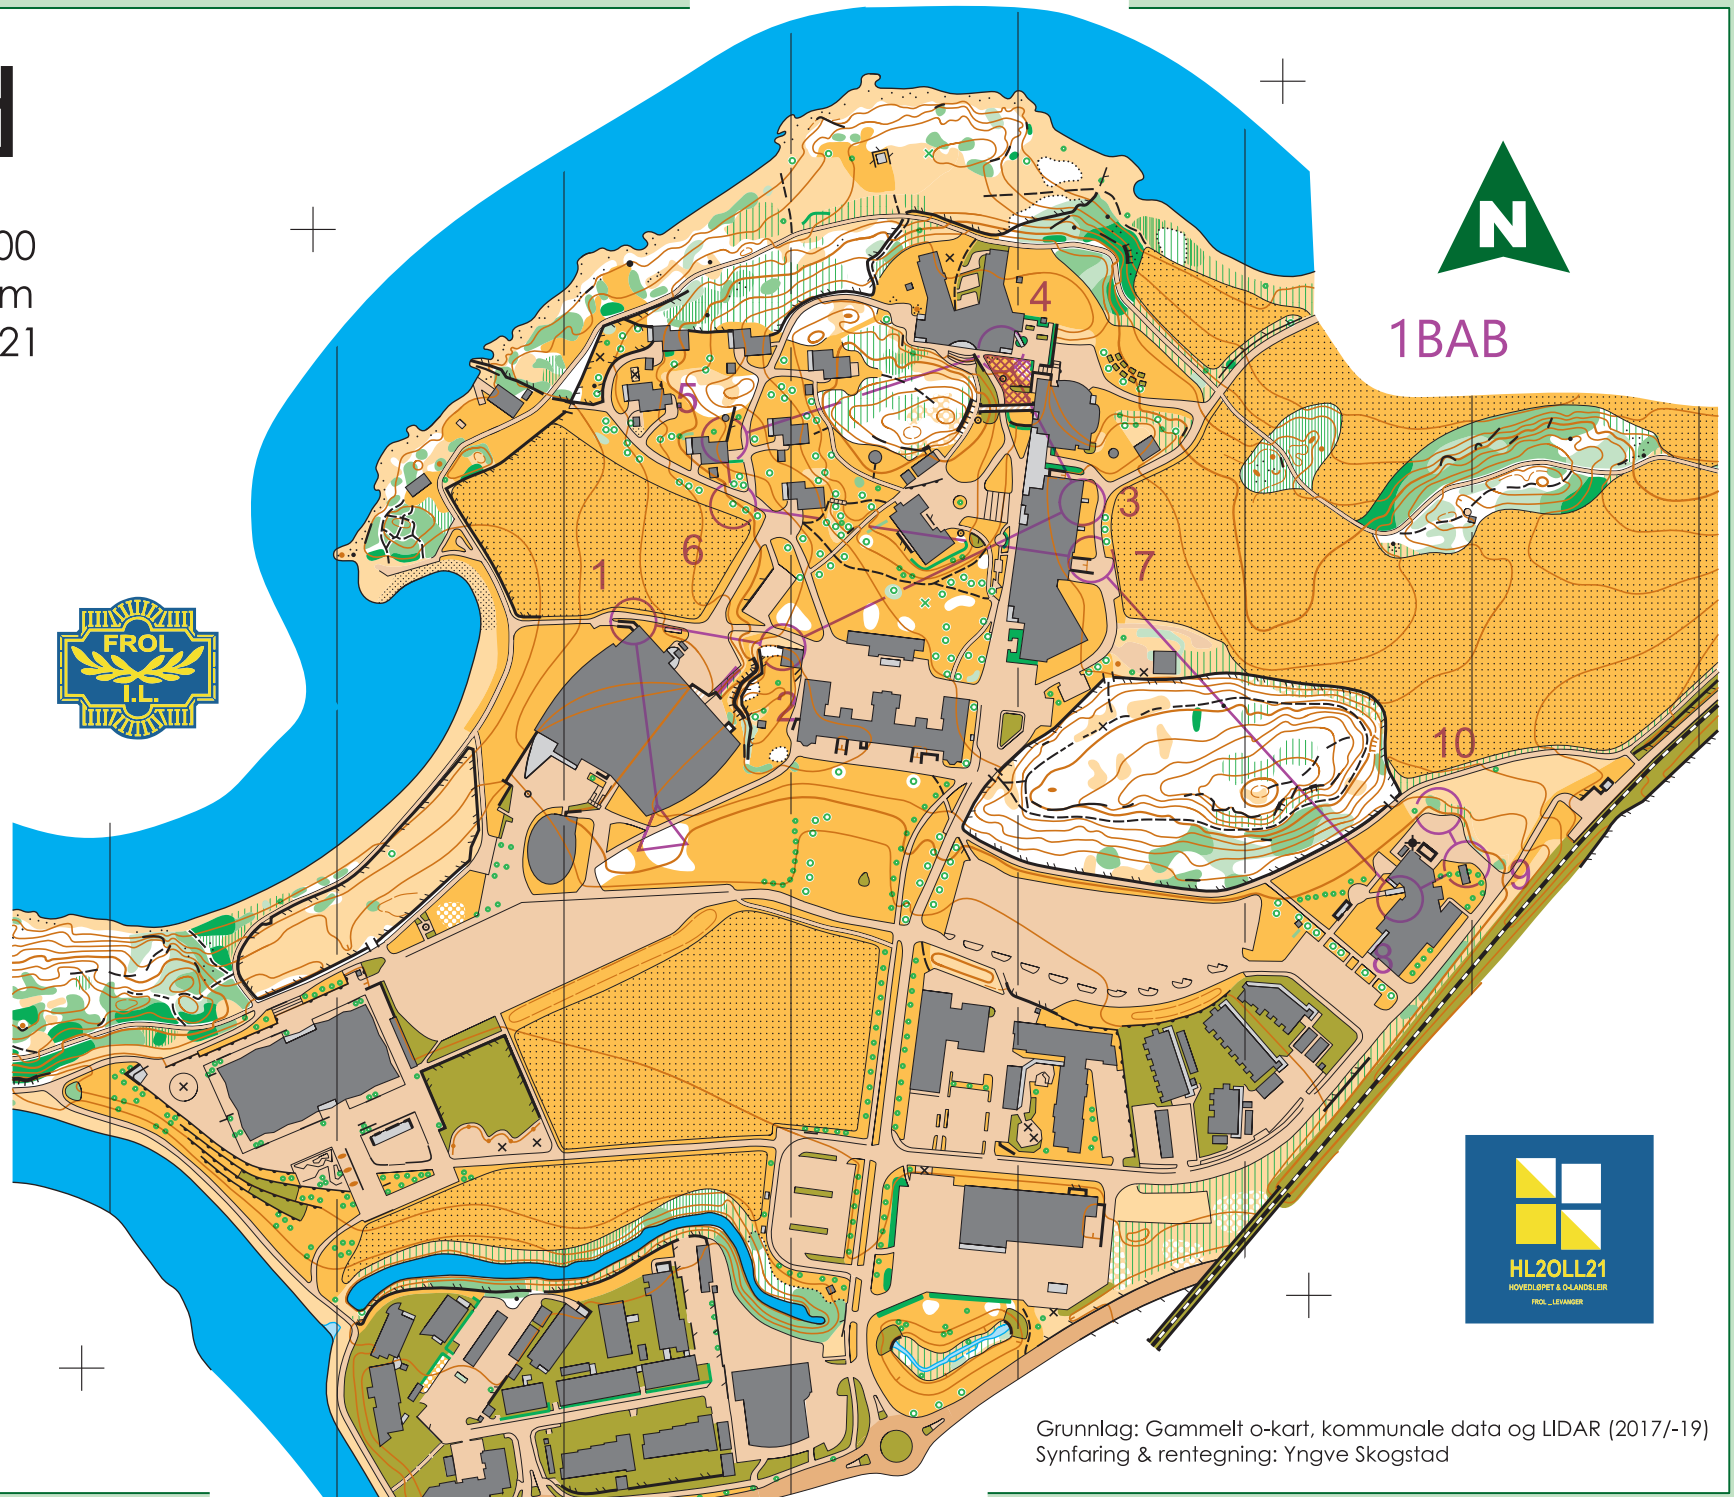 00
m
21
N
1BAB
4
5
3
6
1
7
2
10
9
8
FROL
I.L.
HL2OLL21
HOVEDLØPET & O-LANDSLEIR
FROL _ LEVANGER
Grunnlag: Gammelt o-kart, kommunale data og LIDAR (2017/-19)
Synfaring & rentegning: Yngve Skogstad